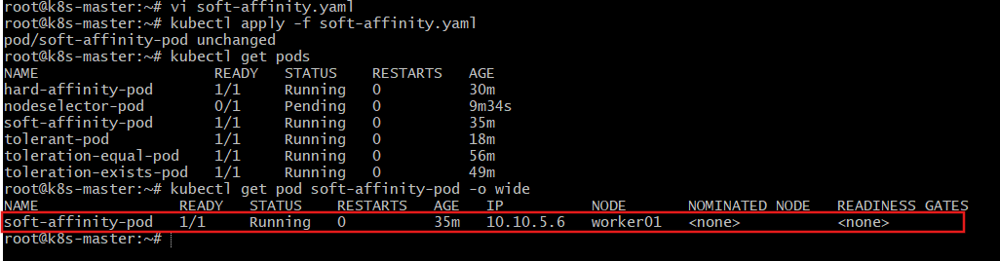 root@k8s-master:~# vi soft-affinity.yaml
root@k8s-master:~# kubectl apply -f soft-affinity.yaml
pod/soft-affinity-pod unchanged
root@k8s-master:~# kubectl get pods
NAME                    READY   STATUS    RESTARTS   AGE
hard-affinity-pod       1/1     Running   0          30m
nodeselector-pod        0/1     Pending   0          9m34s
soft-affinity-pod       1/1     Running   0          35m
tolerant-pod            1/1     Running   0          18m
toleration-equal-pod    1/1     Running   0          56m
toleration-exists-pod   1/1     Running   0          49m
root@k8s-master:~# kubectl get pod soft-affinity-pod -o wide
NAME                READY   STATUS    RESTARTS   AGE   IP          NODE       NOMINATED NODE   READINESS GATES
soft-affinity-pod   1/1     Running   0          35m   10.10.5.6   worker01   <none>           <none>
root@k8s-master:~#